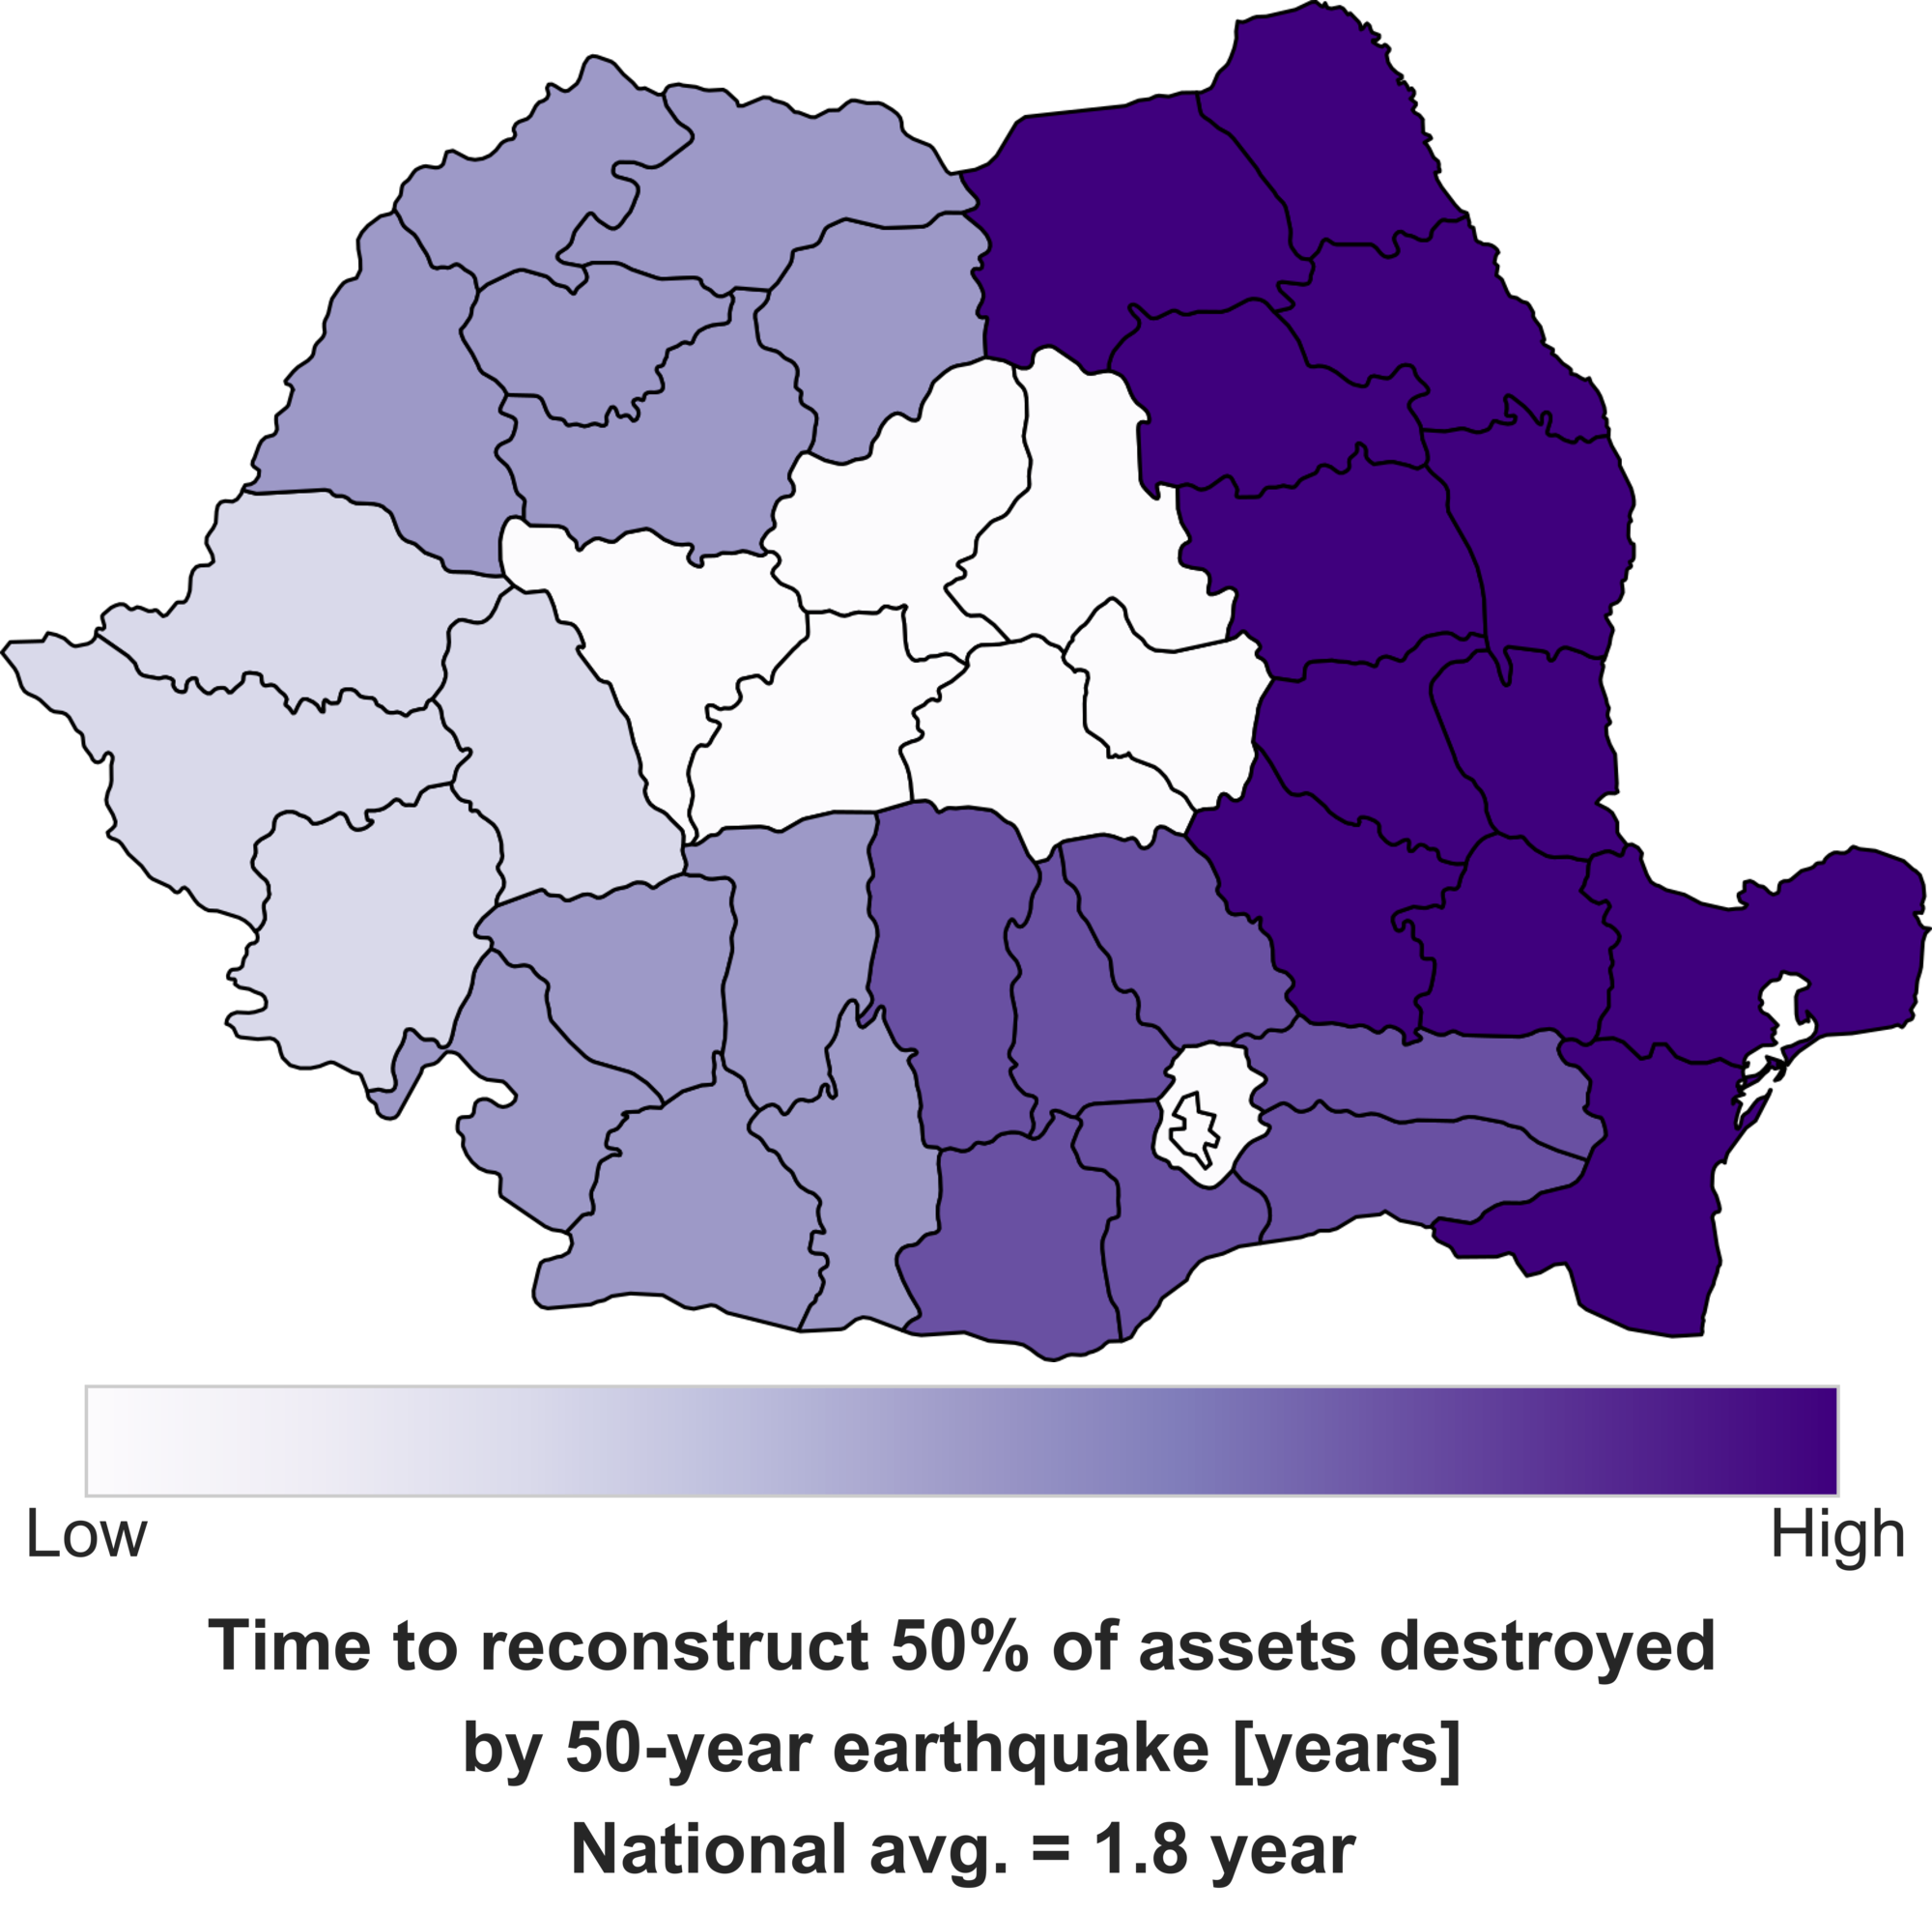 Low
High
Time to reconstruct 50% of assets destroyed
by 50-year earthquake [years]
National avg. = 1.8 year